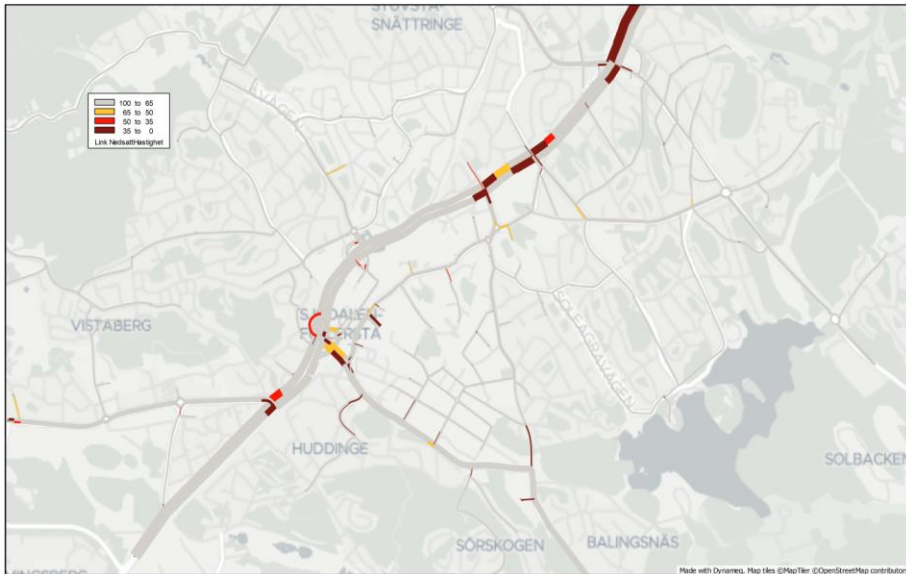 STUVSTA-
SNÄTTRINGE
100 to 65
65 to 50
50 to 35
35 to 0
Link NedsattHastighet
VISTABERG
HUDDINGE
SOLBACKEN
SÖRSKOGEN
BALINGSNÄS
Made with Dynameq, Map tiles ©MapTiler ©OpenStreetMap contributors